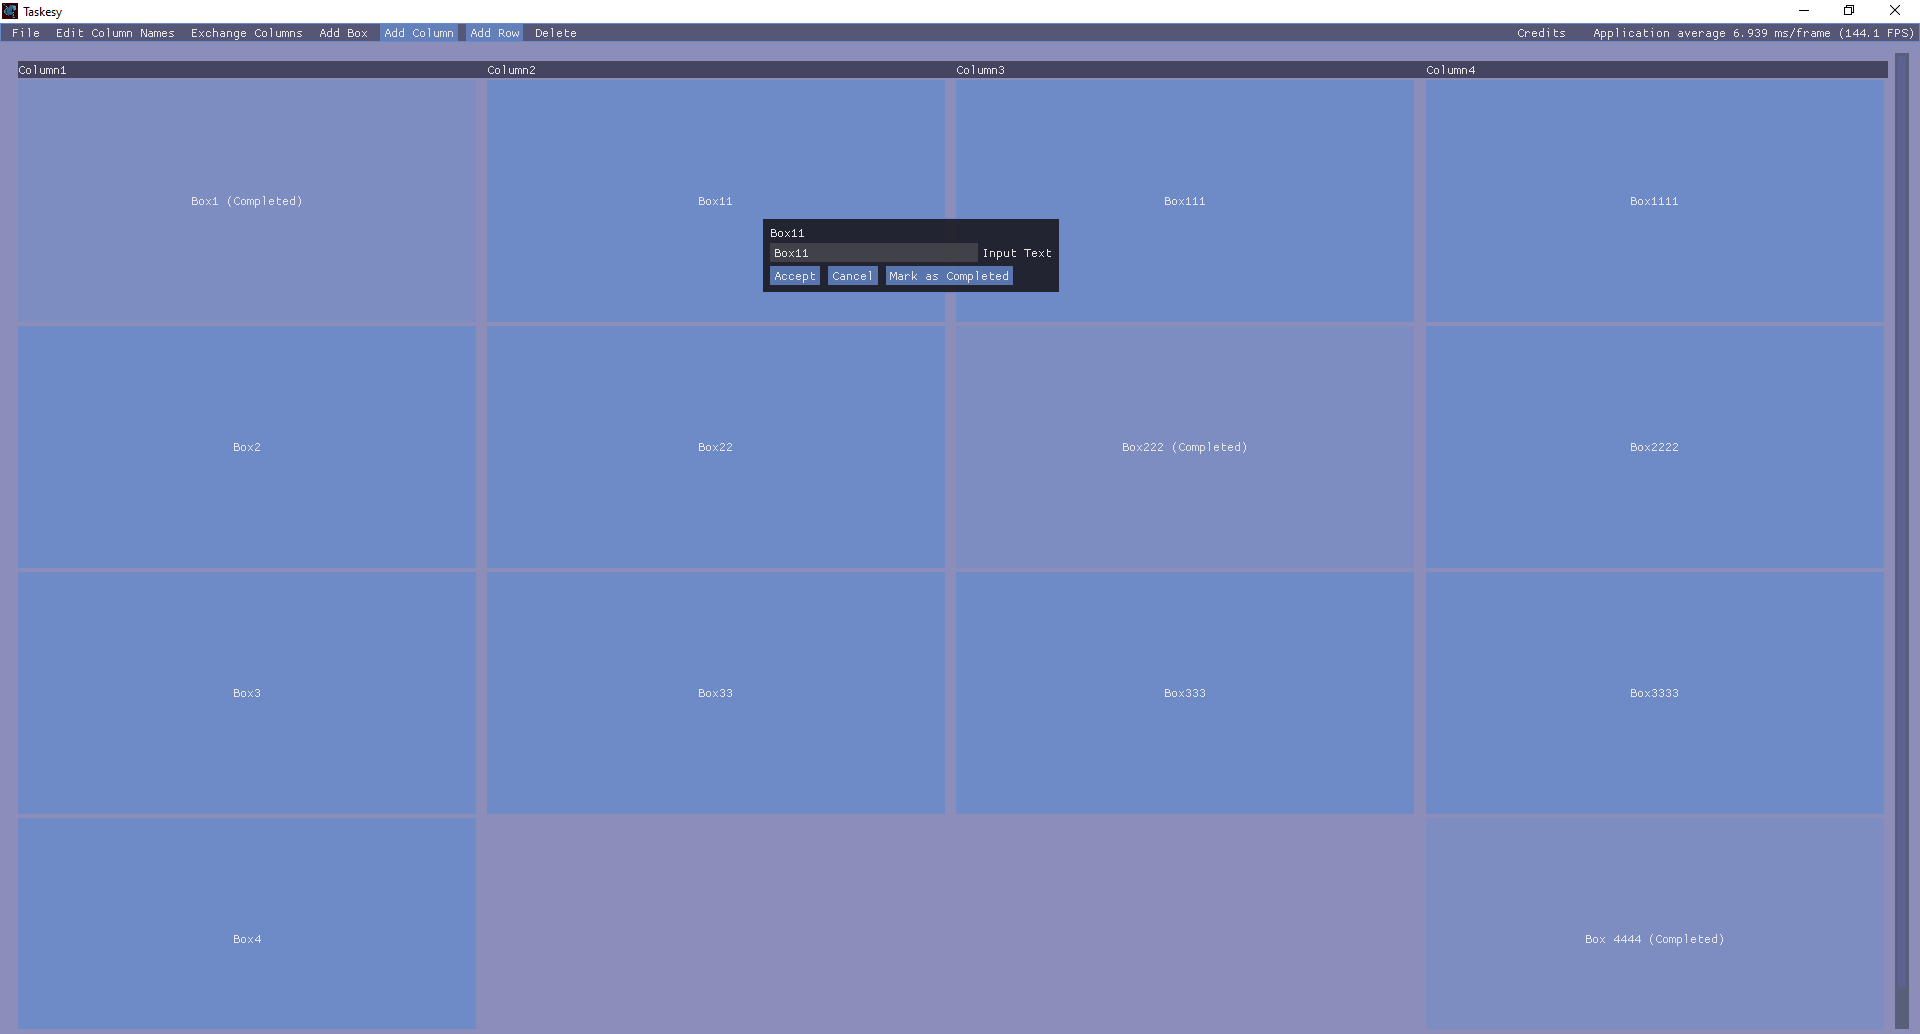 Taskesy
File Edit Column Names Exchange Columns Add Box Add Column Add Row Delete Credits Application average 6.939 ms/frame (144.1 FPS)
Column1 Column2 Column3 Column4
Box1 (Completed) Box11 Box111 Box1111
Box11
Box11 Input Text
Accept Cancel Mark as Completed
Box2 Box22 Box222 (Completed) Box2222
Box3 Box33 Box333 Box3333
Box4 Box 4444 (Completed)